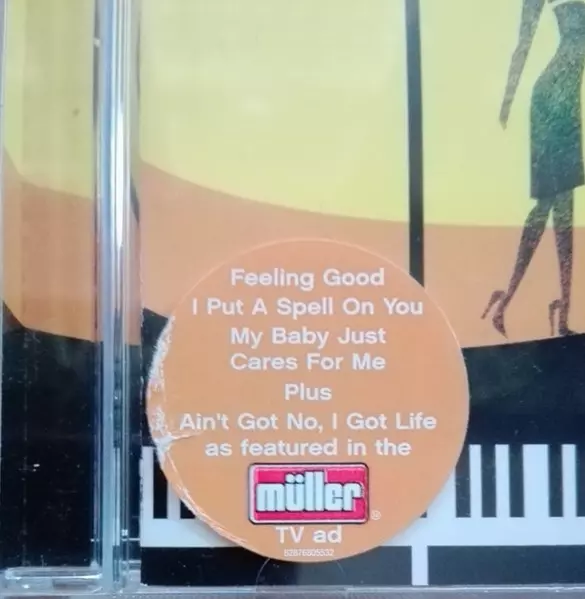 Feeling Good
I Put A Spell On You
My Baby Just
Cares For Me
Plus
Ain't Got No, I Got Life
as featured in the
müller®
TV ad
82876805532